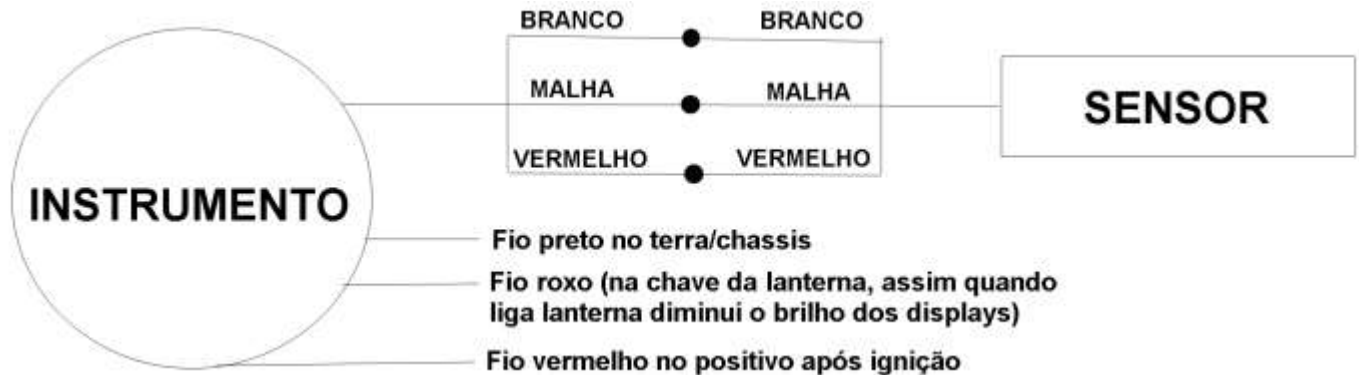 BRANCO BRANCO
MALHA MALHA
SENSOR
VERMELHO VERMELHO
INSTRUMENTO
Fio preto no terra/chassis
Fio roxo (na chave da lanterna, assim quando
liga lanterna diminui o brilho dos displays)
Fio vermelho no positivo após ignição